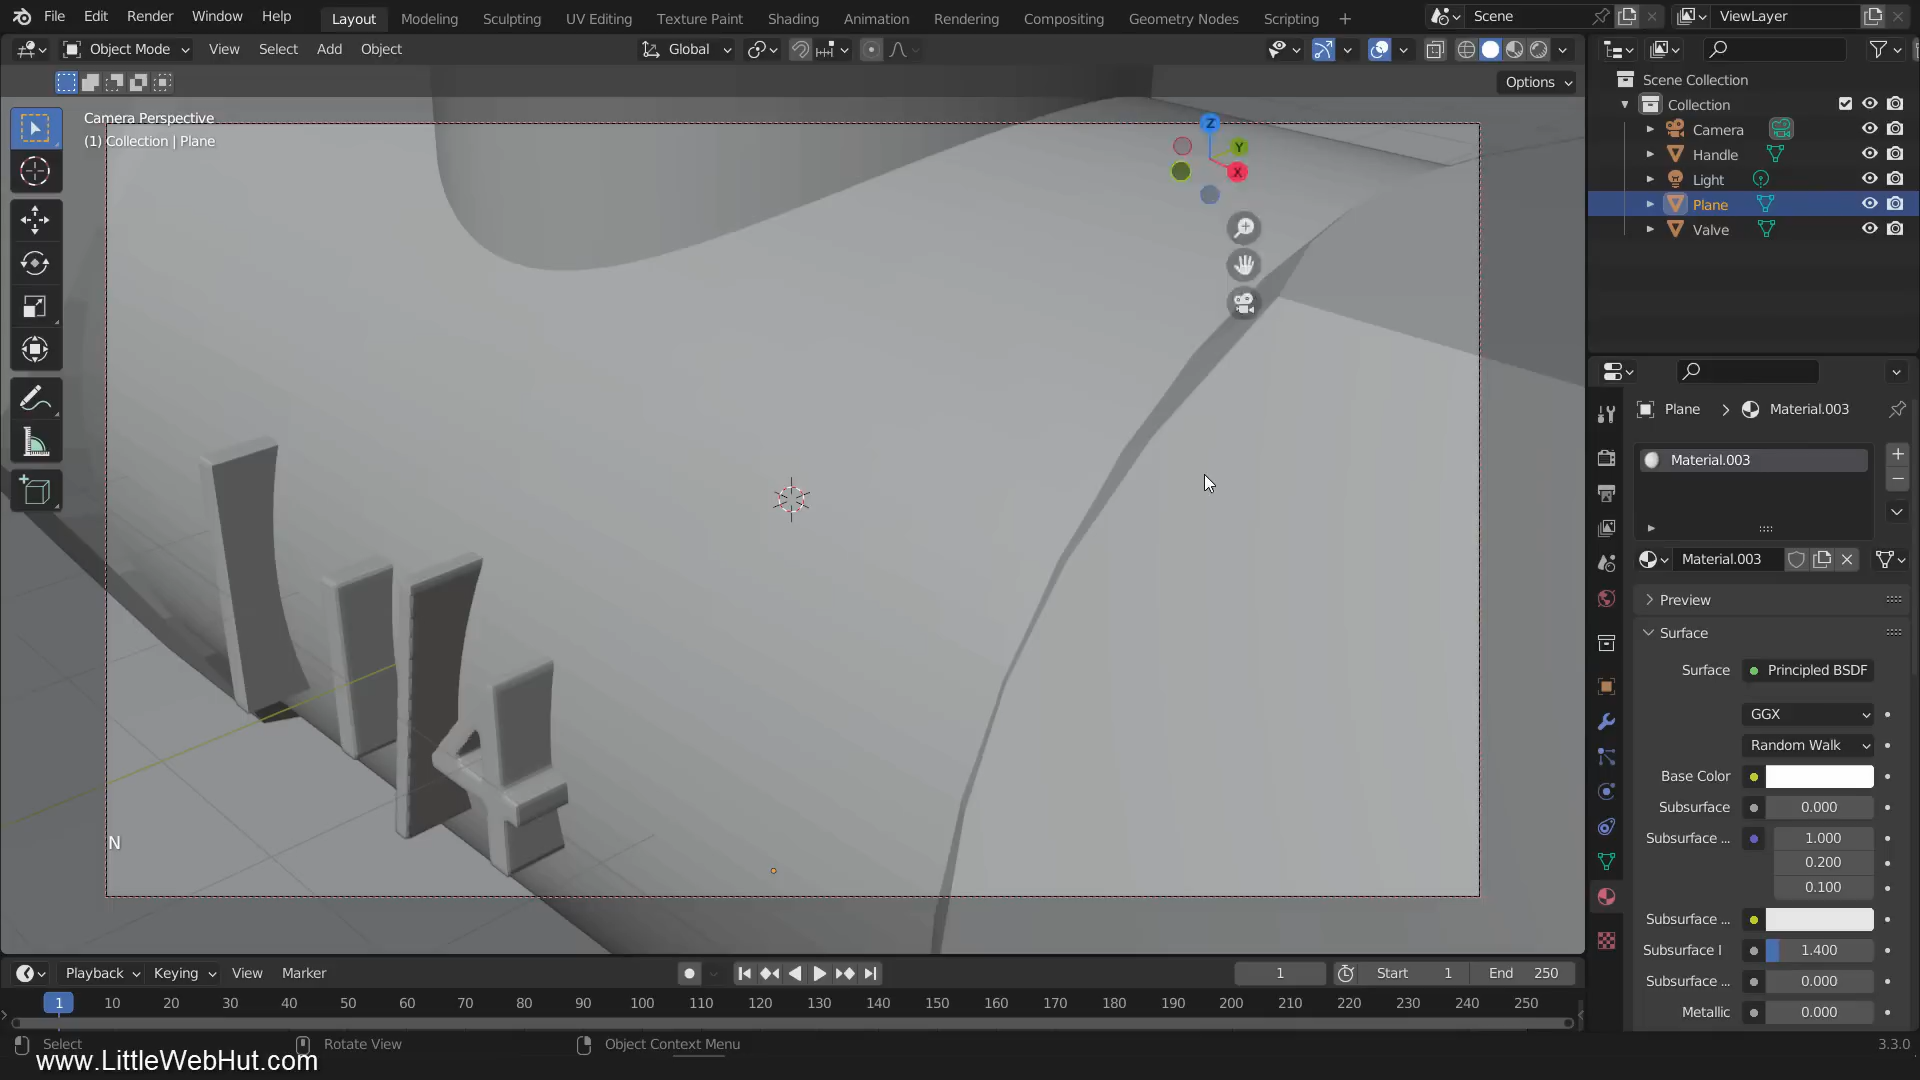 File Edit Render Window Help Layout Modeling Sculpting UV Editing Texture Paint Shading Animation Rendering Compositing Geometry Nodes Scripting + Scene ViewLayer
Object Mode View Select Add Object Global
Options
Scene Collection
Collection
Camera
Handle
Light
Plane
Valve
Camera Perspective
(1) Collection | Plane
Z
Y
X
Plane > Material.003
Material.003
Material.003
Preview
Surface
Surface Principled BSDF
GGX
Random Walk
Base Color
Subsurface 0.000
Subsurface ... 1.000
0.200
0.100
Subsurface ...
Subsurface I 1.400
Subsurface ... 0.000
Metallic 0.000
4
N
Playback Keying View Marker 1 Start 1 End 250
1 10 20 30 40 50 60 70 80 90 100 110 120 130 140 150 160 170 180 190 200 210 220 230 240 250
Select Rotate View Object Context Menu 3.3.0
www.LittleWebHut.com